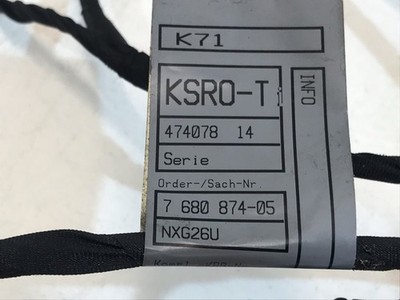 K71
KSRO-T
INFO
474078 14
Serie
Order-/Sach-Nr
7 680 874-05
NXG26U